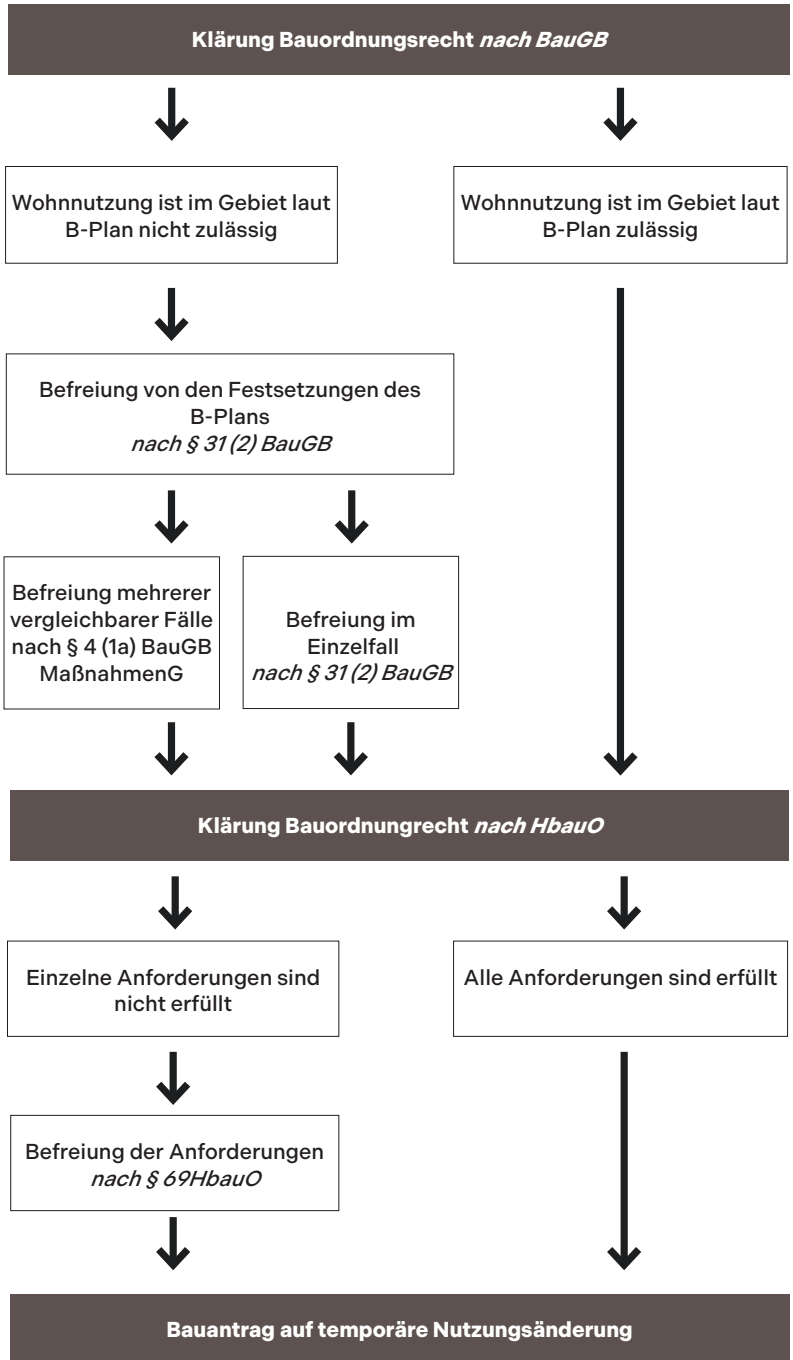 Klärung Bauordnungsrecht nach BauGB
Wohnnutzung ist im Gebiet laut
B-Plan nicht zulässig
Wohnnutzung ist im Gebiet laut
B-Plan zulässig
Befreiung von den Festsetzungen des
B-Plans
nach § 31 (2) BauGB
Befreiung mehrerer
vergleichbarer Fälle
nach § 4 (1a) BauGB
MaßnahmenG
Befreiung im
Einzelfall
nach § 31 (2) BauGB
Klärung Bauordnungrecht nach HbauO
Einzelne Anforderungen sind
nicht erfüllt
Alle Anforderungen sind erfüllt
Befreiung der Anforderungen
nach § 69HbauO
Bauantrag auf temporäre Nutzungsänderung